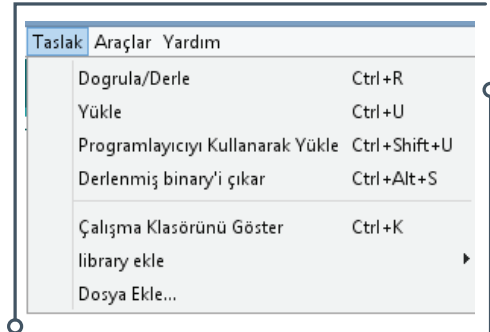 Taslak Araçlar Yardım
Dogrula/Derle Ctrl+R
Yükle Ctrl+U
Programlayıcıyı Kullanarak Yükle Ctrl+Shift+U
Derlenmiş binary'i çıkar Ctrl+Alt+S
Çalışma Klasörünü Göster Ctrl+K
library ekle
Dosya Ekle...